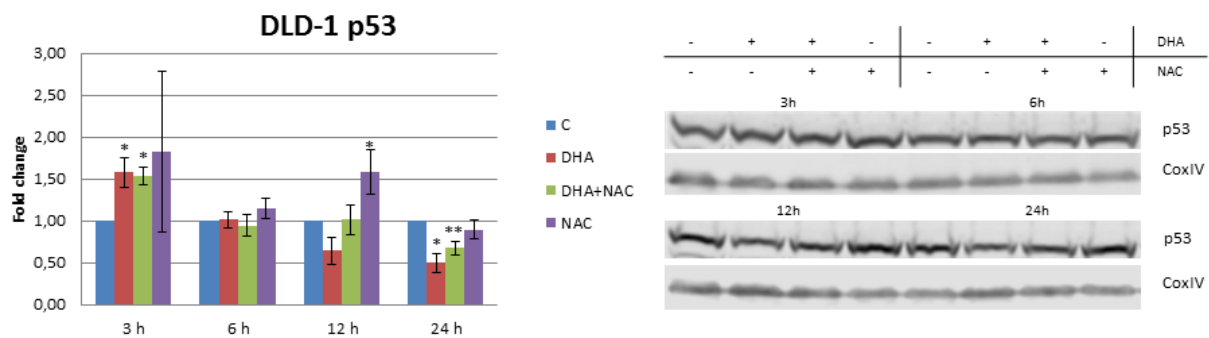 DLD-1 p53
Fold change
3,00
2,50
2,00
1,50
1,00
0,50
0,00
* * * * **
3 h 6 h 12 h 24 h
C
DHA
DHA+NAC
NAC
- + + - - + + - DHA
- - + + - - + + NAC
3h 6h
p53
CoxIV
12h 24h
p53
CoxIV